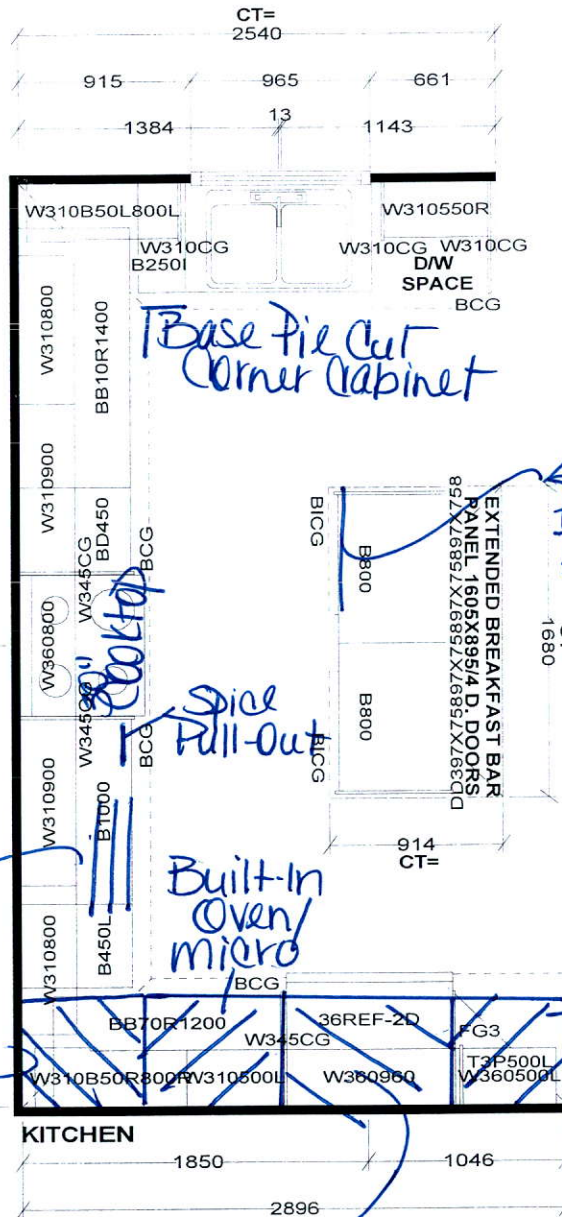 CT=
2540
915
965
661
1384
13
1143
W310B50L800L
W310550R
W310CG
B250I
W310CG
W310CG
D/W
SPACE
BCG
Base Pie Cut
Corner Cabinet
W310800
BB10R1400
W310900
BD450
W345CG
BCG
Cooktop
W360800
W345CG
BCG
Spice
Pull-Out
W310900
B1000
W310800
B450L
BICG
B800
B800
BICG
EXTENDED BREAKFAST BAR
PANEL 1605X895/4 D. DOORS
1680
914
CT=
Built-In
Oven/
micro
BCG
BB70R1200
36REF-2D
FG3
W345CG
T3P500L
W310B50R800R
W310500L
W360960
W360500L
KITCHEN
1850
1046
2896